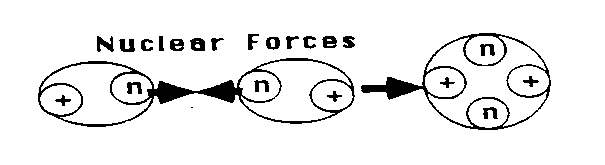 Nuclear Forces
n
+ n n + + +
n